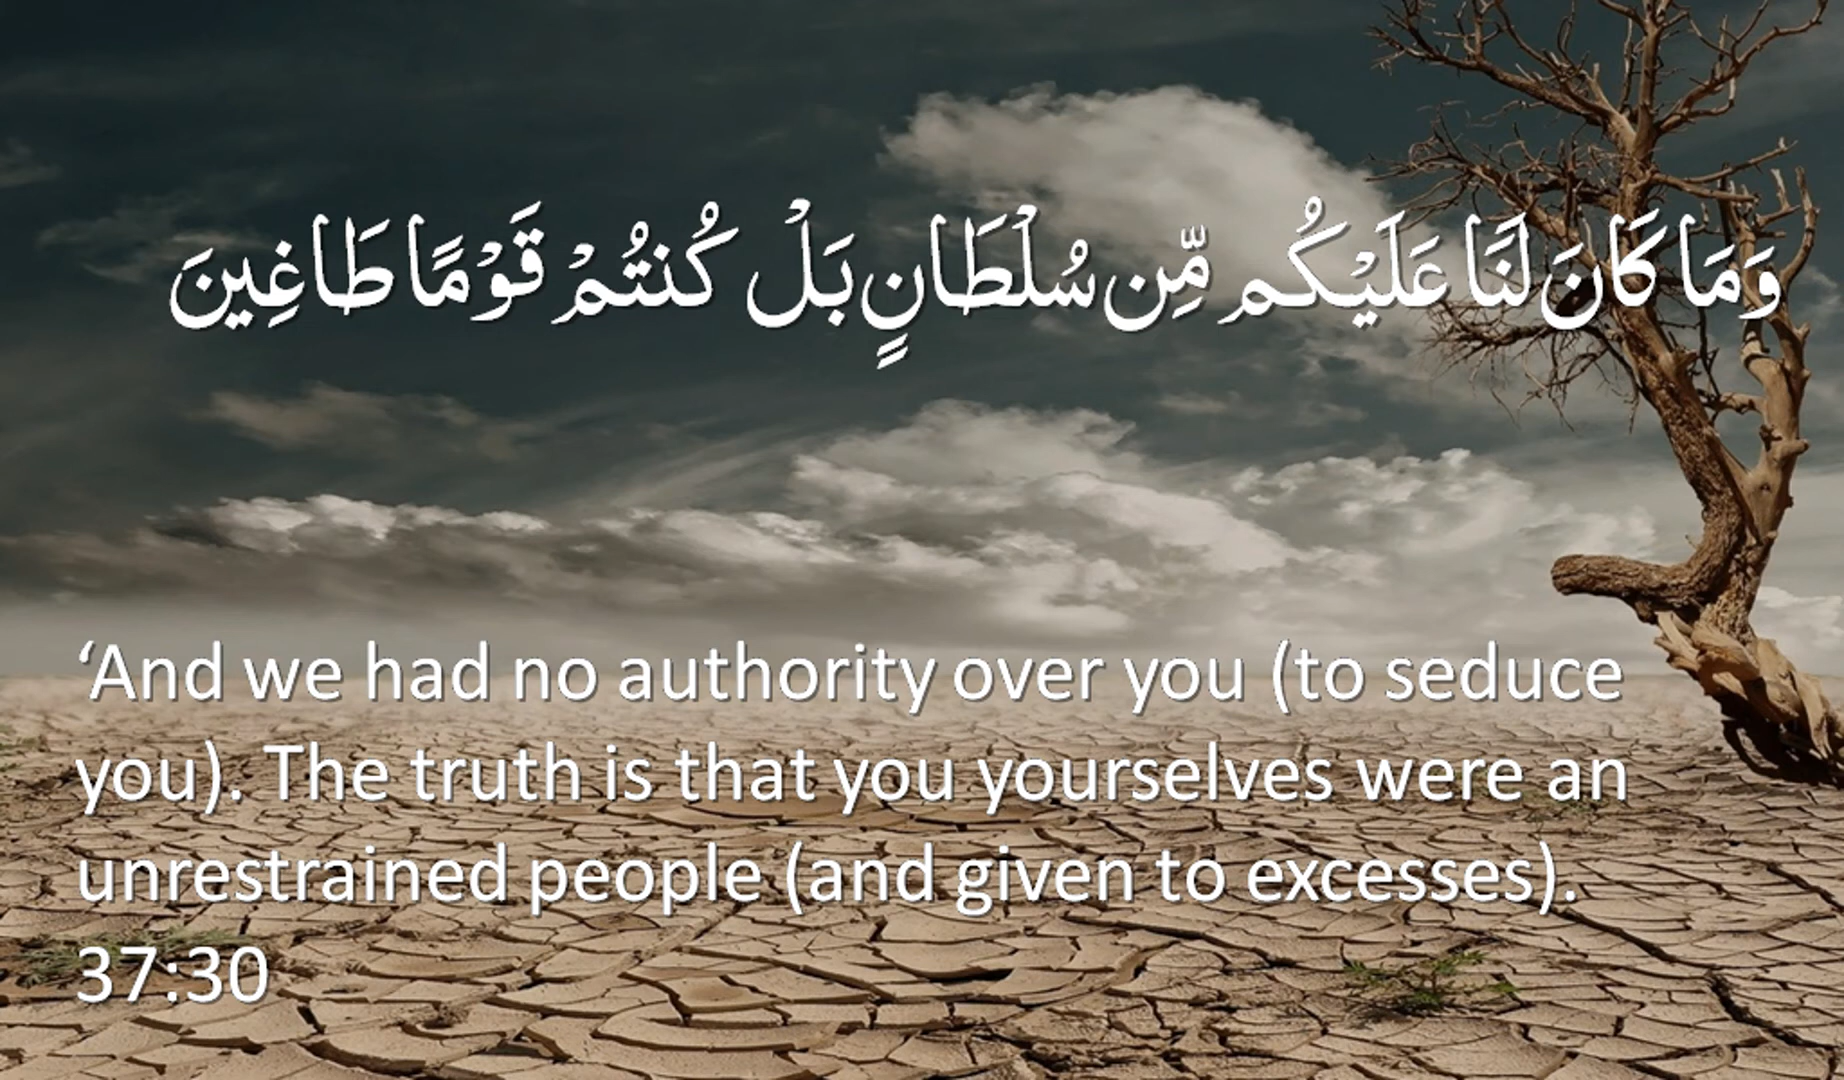 وَمَا كَانَ لَنَا عَلَيْكُم مِّن سُلْطَانٍ بَلْ كُنتُمْ قَوْمًا طَاغِينَ
‘And we had no authority over you (to seduce
you). The truth is that you yourselves were an
unrestrained people (and given to excesses).
37:30